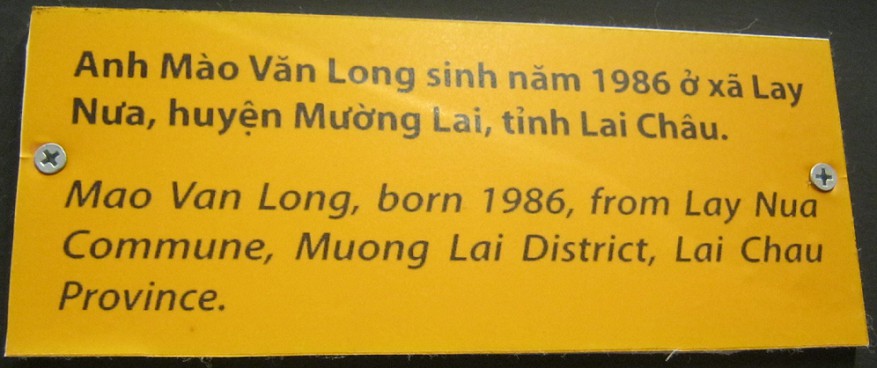 Anh Mào Văn Long sinh năm 1986 ở xã Lay
Nưa, huyện Mường Lai, tỉnh Lai Châu.
Mao Van Long, born 1986, from Lay Nua
Commune, Muong Lai District, Lai Chau
Province.